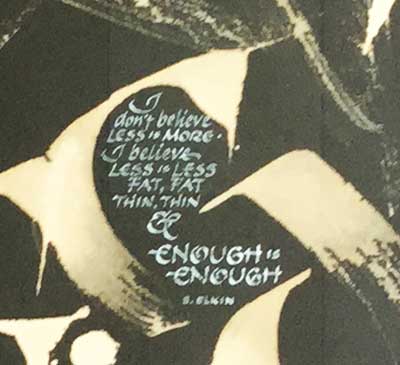 I
don't believe
LESS IS MORE.
I believe
LESS IS LESS
FAT, FAT
THIN, THIN
&
ENOUGH IS
ENOUGH
S. ELKIN